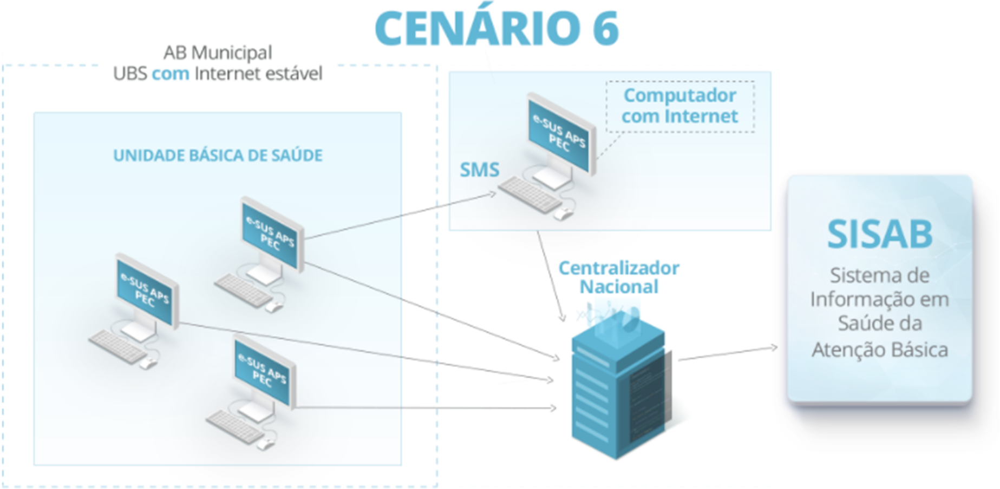 CENÁRIO 6
AB Municipal
UBS com Internet estável
UNIDADE BÁSICA DE SAÚDE
e-SUS APS
PEC
e-SUS APS
PEC
e-SUS APS
PEC
Computador
com Internet
e-SUS APS
PEC
SMS
Centralizador
Nacional
SISAB
Sistema de
Informação em
Saúde da
Atenção Básica